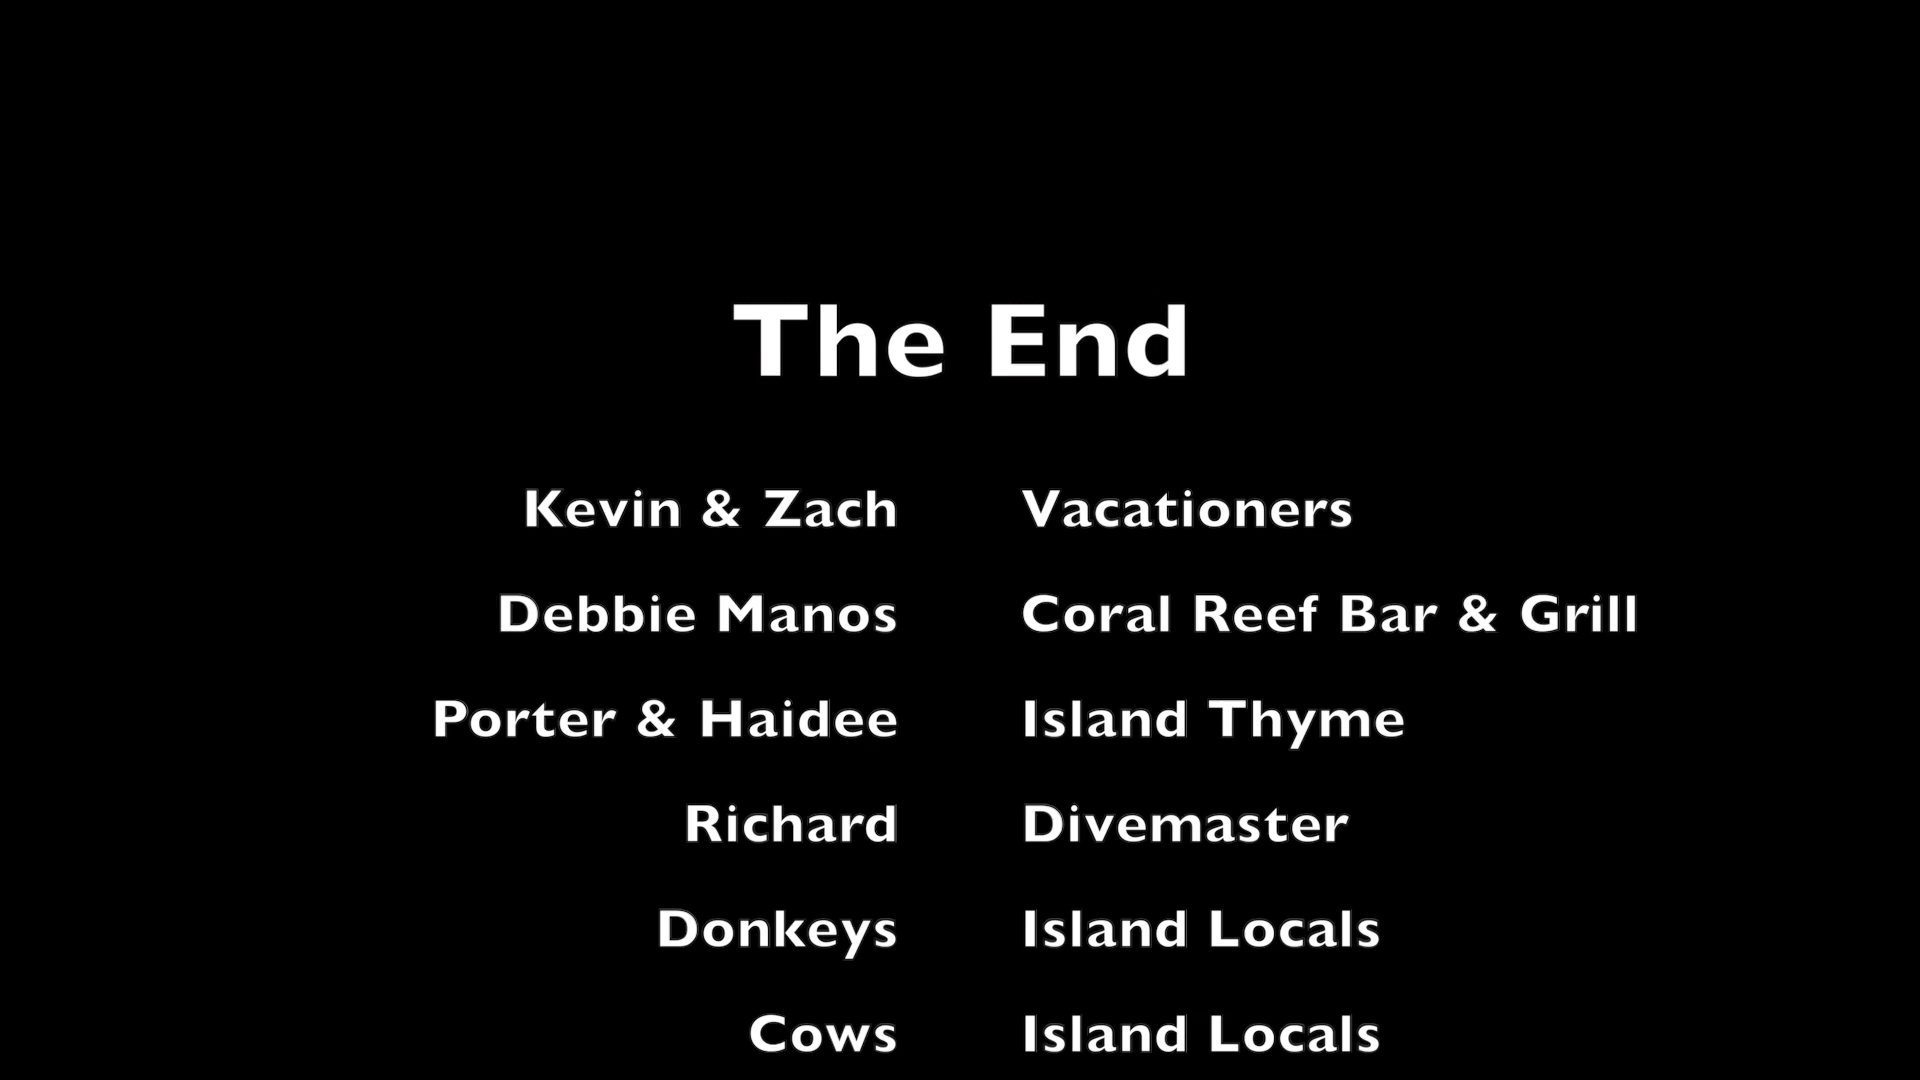 The End
Kevin & Zach Vacationers
Debbie Manos Coral Reef Bar & Grill
Porter & Haidee Island Thyme
Richard Divemaster
Donkeys Island Locals
Cows Island Locals